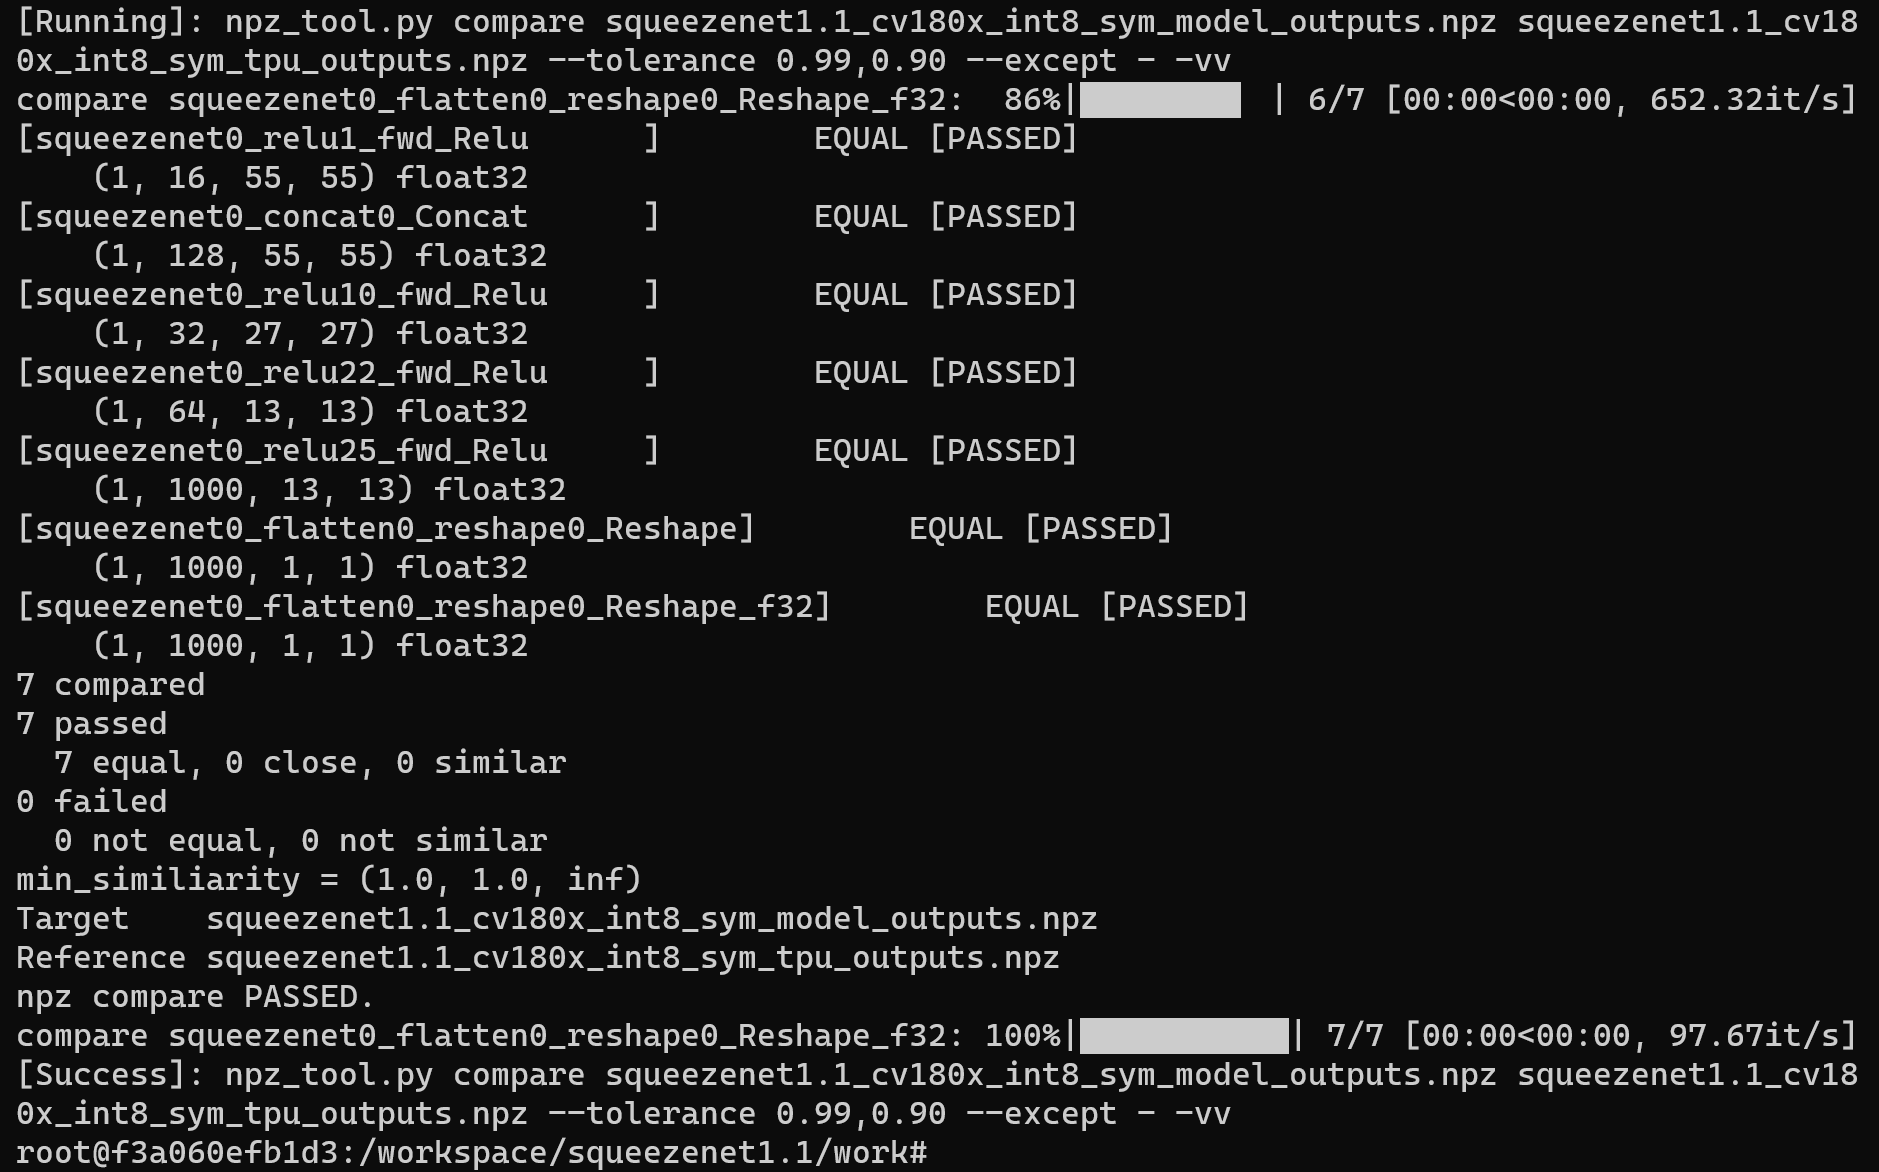 [Running]: npz_tool.py compare squeezenet1.1_cv180x_int8_sym_model_outputs.npz squeezenet1.1_cv18
0x_int8_sym_tpu_outputs.npz --tolerance 0.99,0.90 --except - -vv
compare squeezenet0_flatten0_reshape0_Reshape_f32:  86%|████████▌ | 6/7 [00:00<00:00, 652.32it/s]
[squeezenet0_relu1_fwd_Relu      ]        EQUAL [PASSED]
    (1, 16, 55, 55) float32
[squeezenet0_concat0_Concat      ]        EQUAL [PASSED]
    (1, 128, 55, 55) float32
[squeezenet0_relu10_fwd_Relu     ]        EQUAL [PASSED]
    (1, 32, 27, 27) float32
[squeezenet0_relu22_fwd_Relu     ]        EQUAL [PASSED]
    (1, 64, 13, 13) float32
[squeezenet0_relu25_fwd_Relu     ]        EQUAL [PASSED]
    (1, 1000, 13, 13) float32
[squeezenet0_flatten0_reshape0_Reshape]        EQUAL [PASSED]
    (1, 1000, 1, 1) float32
[squeezenet0_flatten0_reshape0_Reshape_f32]        EQUAL [PASSED]
    (1, 1000, 1, 1) float32
7 compared
7 passed
  7 equal, 0 close, 0 similar
0 failed
  0 not equal, 0 not similar
min_similiarity = (1.0, 1.0, inf)
Target    squeezenet1.1_cv180x_int8_sym_model_outputs.npz
Reference squeezenet1.1_cv180x_int8_sym_tpu_outputs.npz
npz compare PASSED.
compare squeezenet0_flatten0_reshape0_Reshape_f32: 100%|███████████| 7/7 [00:00<00:00, 97.67it/s]
[Success]: npz_tool.py compare squeezenet1.1_cv180x_int8_sym_model_outputs.npz squeezenet1.1_cv18
0x_int8_sym_tpu_outputs.npz --tolerance 0.99,0.90 --except - -vv
root@f3a060efb1d3:/workspace/squeezenet1.1/work#